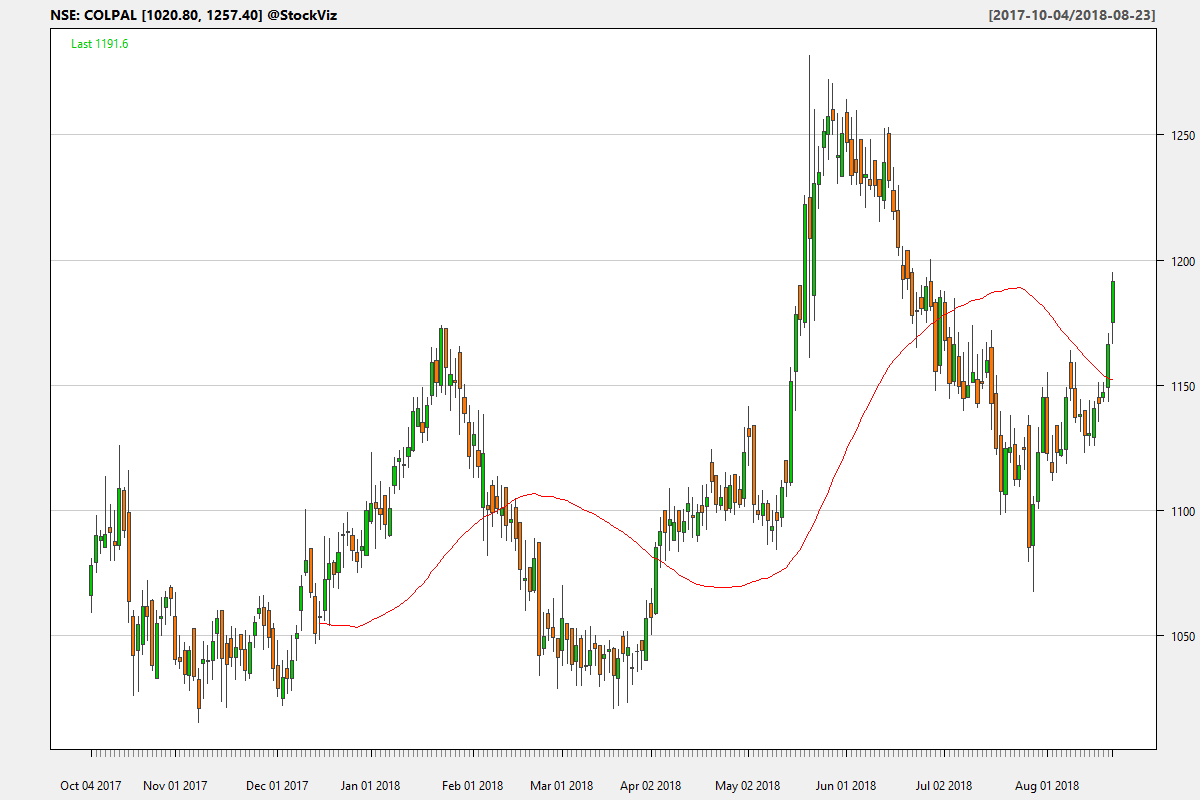 NSE: COLPAL [1020.80, 1257.40] @StockViz [2017-10-04/2018-08-23]
Last 1191.6
1250
1200
1150
1100
1050
Oct 04 2017 Nov 01 2017 Dec 01 2017 Jan 01 2018 Feb 01 2018 Mar 01 2018 Apr 02 2018 May 02 2018 Jun 01 2018 Jul 02 2018 Aug 01 2018